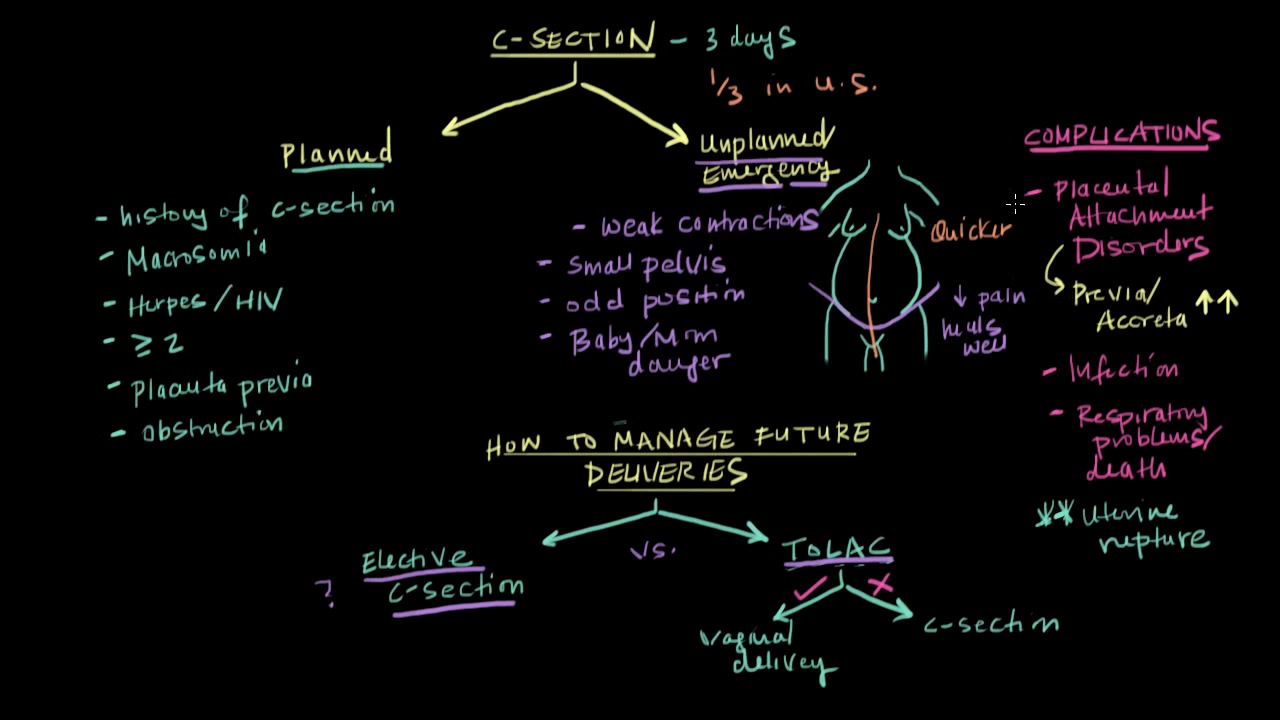 C-SECTION - 3 days
1/3 in U.S.
Planned
- history of c-section
- Macrosomia
- Herpes/HIV
- ≥ 2
- Placenta previa
- obstruction
Unplanned/
Emergency
- weak contractions
- small pelvis
- odd position
- Baby/Mom
danger
Quicker
↓ pain
heals
well
COMPLICATIONS
- Placental
Attachment
Disorders
Previa/
Accreta ↑↑
- Infection
- Respiratory
problems/
death
** Uterine
rupture
HOW TO MANAGE FUTURE
DELIVERIES
Elective
? C-section
vs.
TOLAC
✓ x
vaginal
delivey
c-section